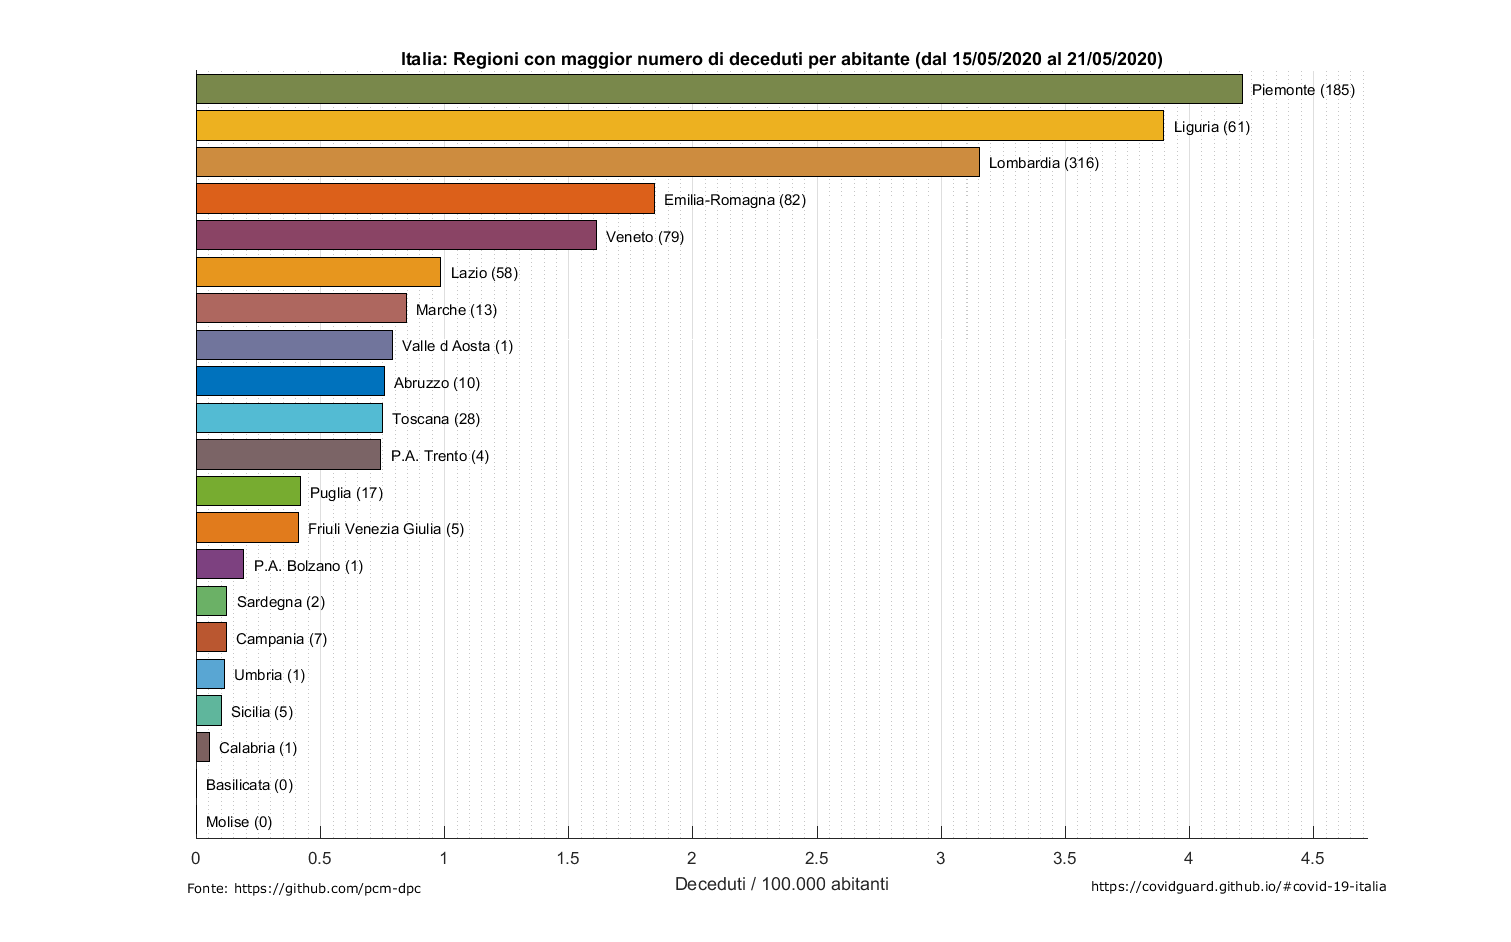 Italia: Regioni con maggior numero di deceduti per abitante (dal 15/05/2020 al 21/05/2020)
Piemonte (185)
Liguria (61)
Lombardia (316)
Emilia-Romagna (82)
Veneto (79)
Lazio (58)
Marche (13)
Valle d Aosta (1)
Abruzzo (10)
Toscana (28)
P.A. Trento (4)
Puglia (17)
Friuli Venezia Giulia (5)
P.A. Bolzano (1)
Sardegna (2)
Campania (7)
Umbria (1)
Sicilia (5)
Calabria (1)
Basilicata (0)
Molise (0)
0 0.5 1 1.5 2 2.5 3 3.5 4 4.5
Deceduti / 100.000 abitanti
Fonte: https://github.com/pcm-dpc
https://covidguard.github.io/#covid-19-italia